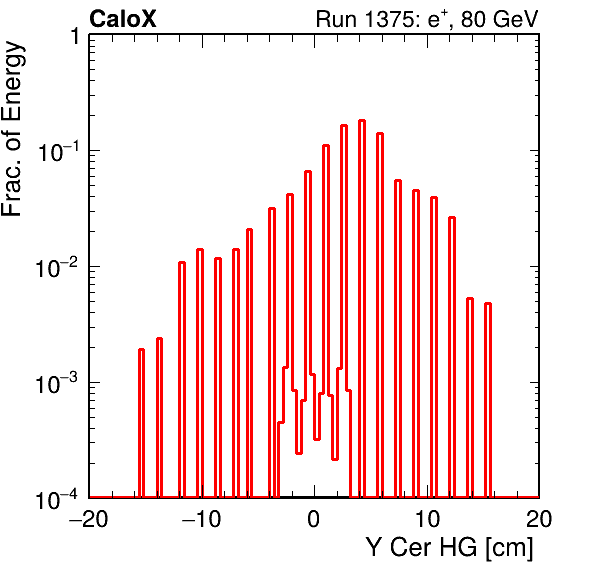 CaloX Run 1375: e⁺, 80 GeV
Frac. of Energy
1
10⁻¹
10⁻²
10⁻³
10⁻⁴
−20 −10 0 10 20
Y Cer HG [cm]